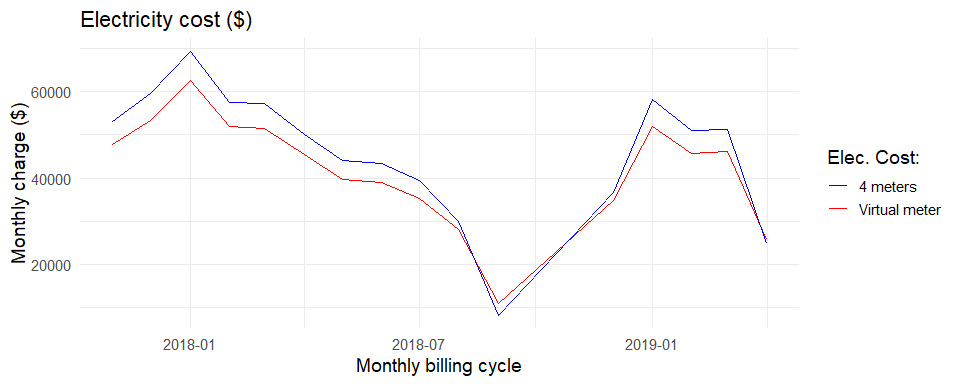 Electricity cost ($)
Monthly charge ($)
60000
40000
20000
2018-01
2018-07
2019-01
Monthly billing cycle
Elec. Cost:
4 meters
Virtual meter